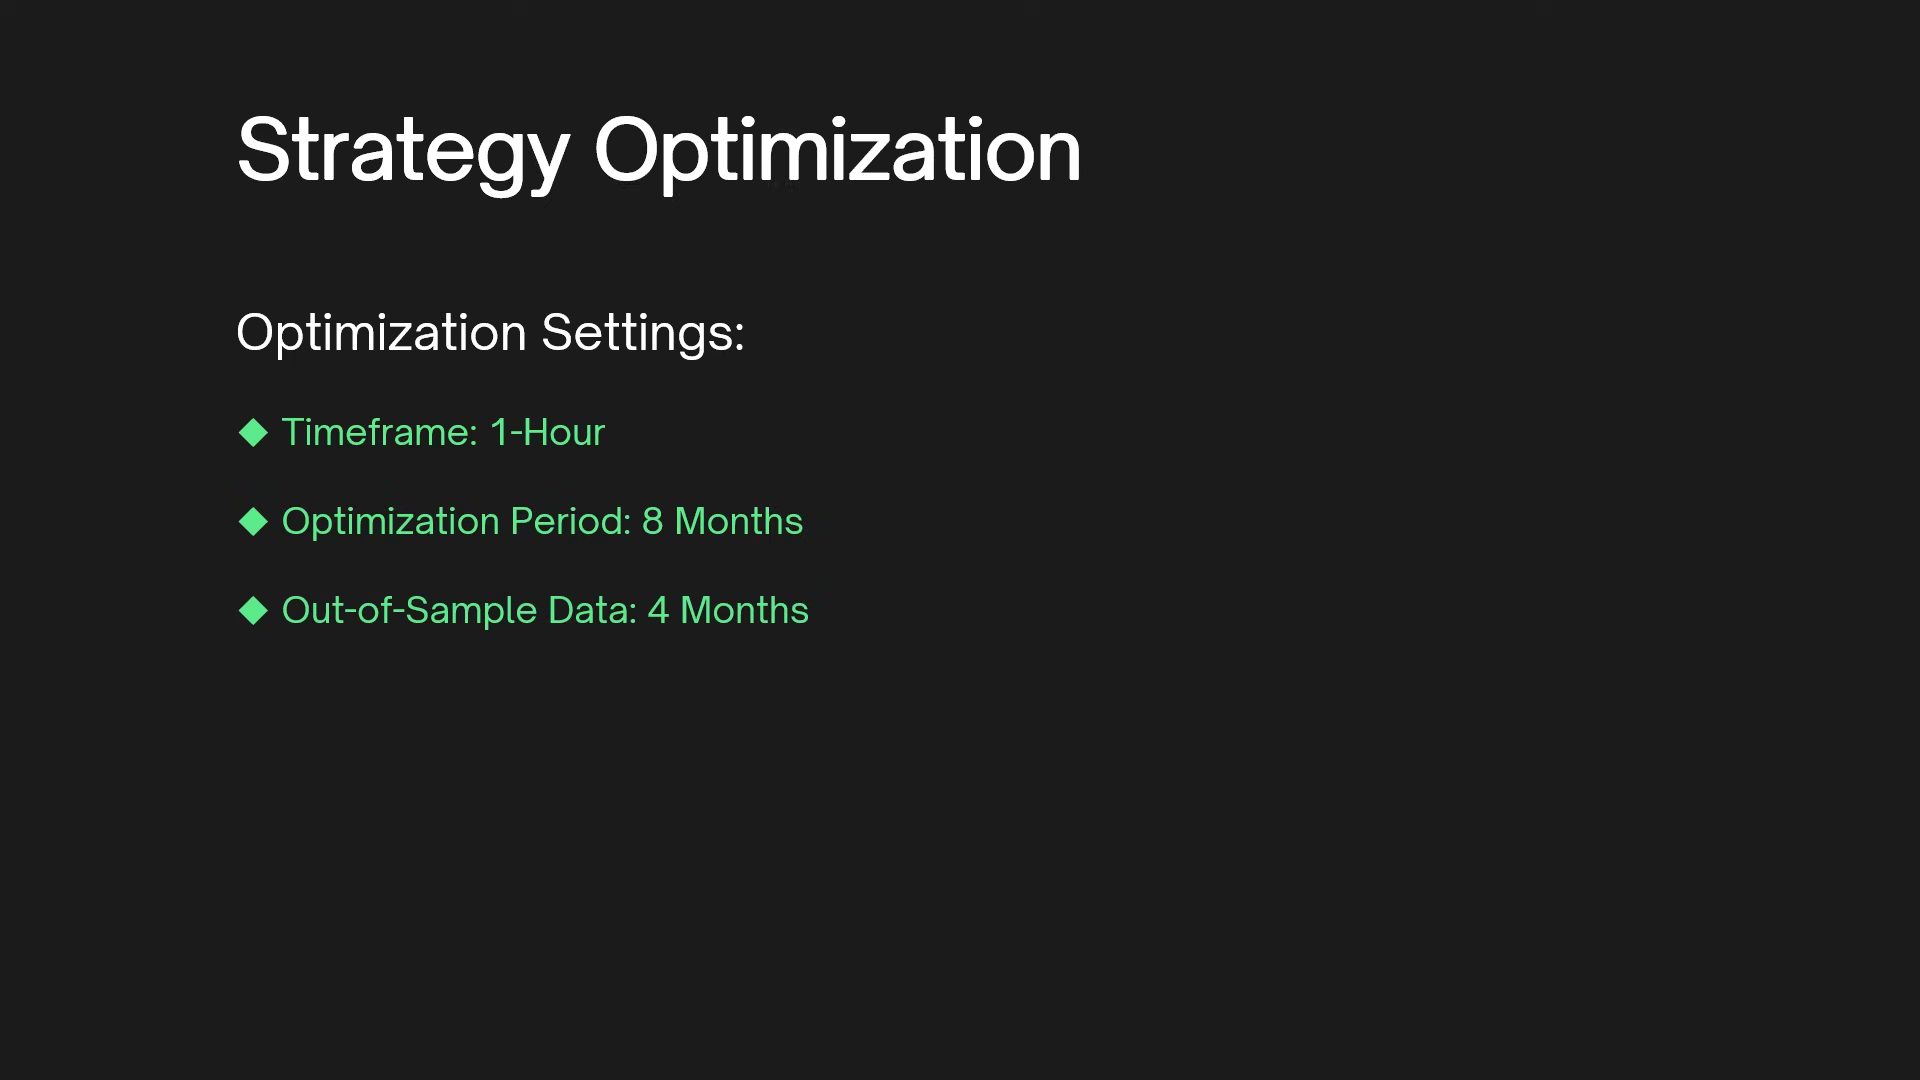 Strategy Optimization
Optimization Settings:
◆ Timeframe: 1-Hour
◆ Optimization Period: 8 Months
◆ Out-of-Sample Data: 4 Months